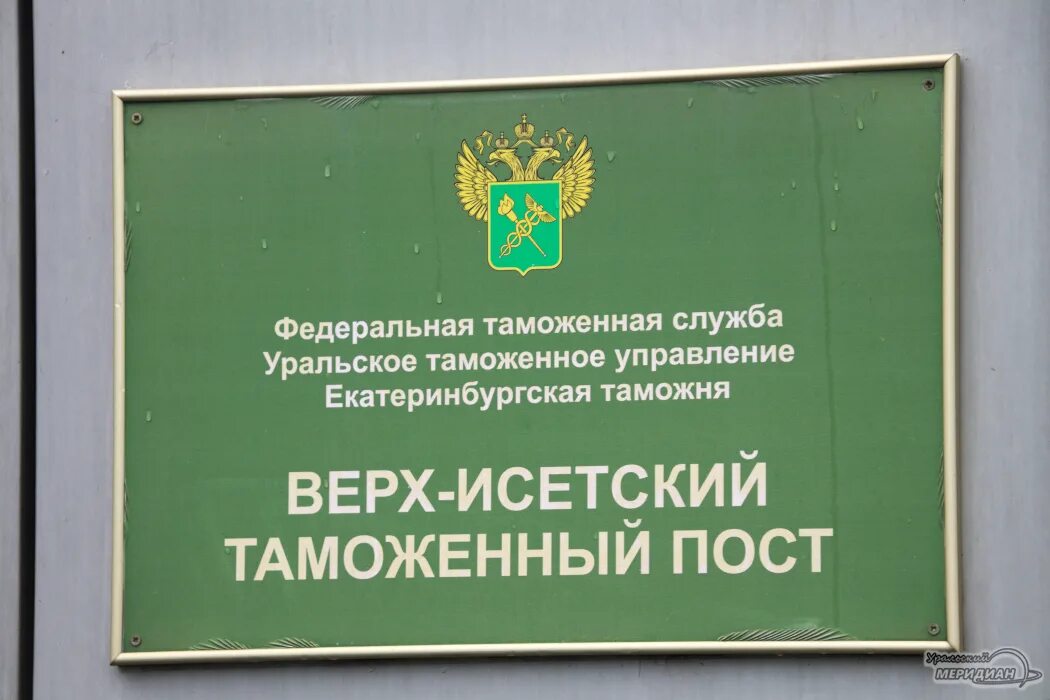 Федеральная таможенная служба
Уральское таможенное управление
Екатеринбургская таможня
ВЕРХ-ИСЕТСКИЙ
ТАМОЖЕННЫЙ ПОСТ
Уральский
МЕРИДИАН